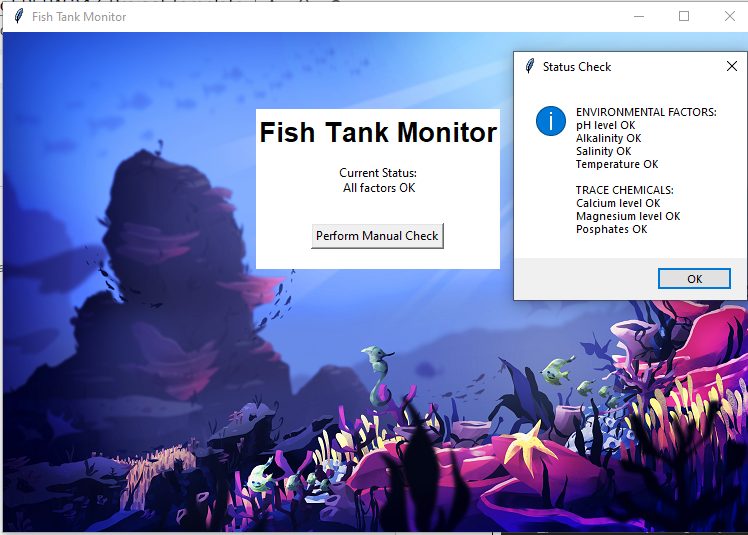 Fish Tank Monitor
Fish Tank Monitor
Current Status:
All factors OK
Perform Manual Check
Status Check
ENVIRONMENTAL FACTORS:
pH level OK
Alkalinity OK
Salinity OK
Temperature OK
TRACE CHEMICALS:
Calcium level OK
Magnesium level OK
Posphates OK
OK